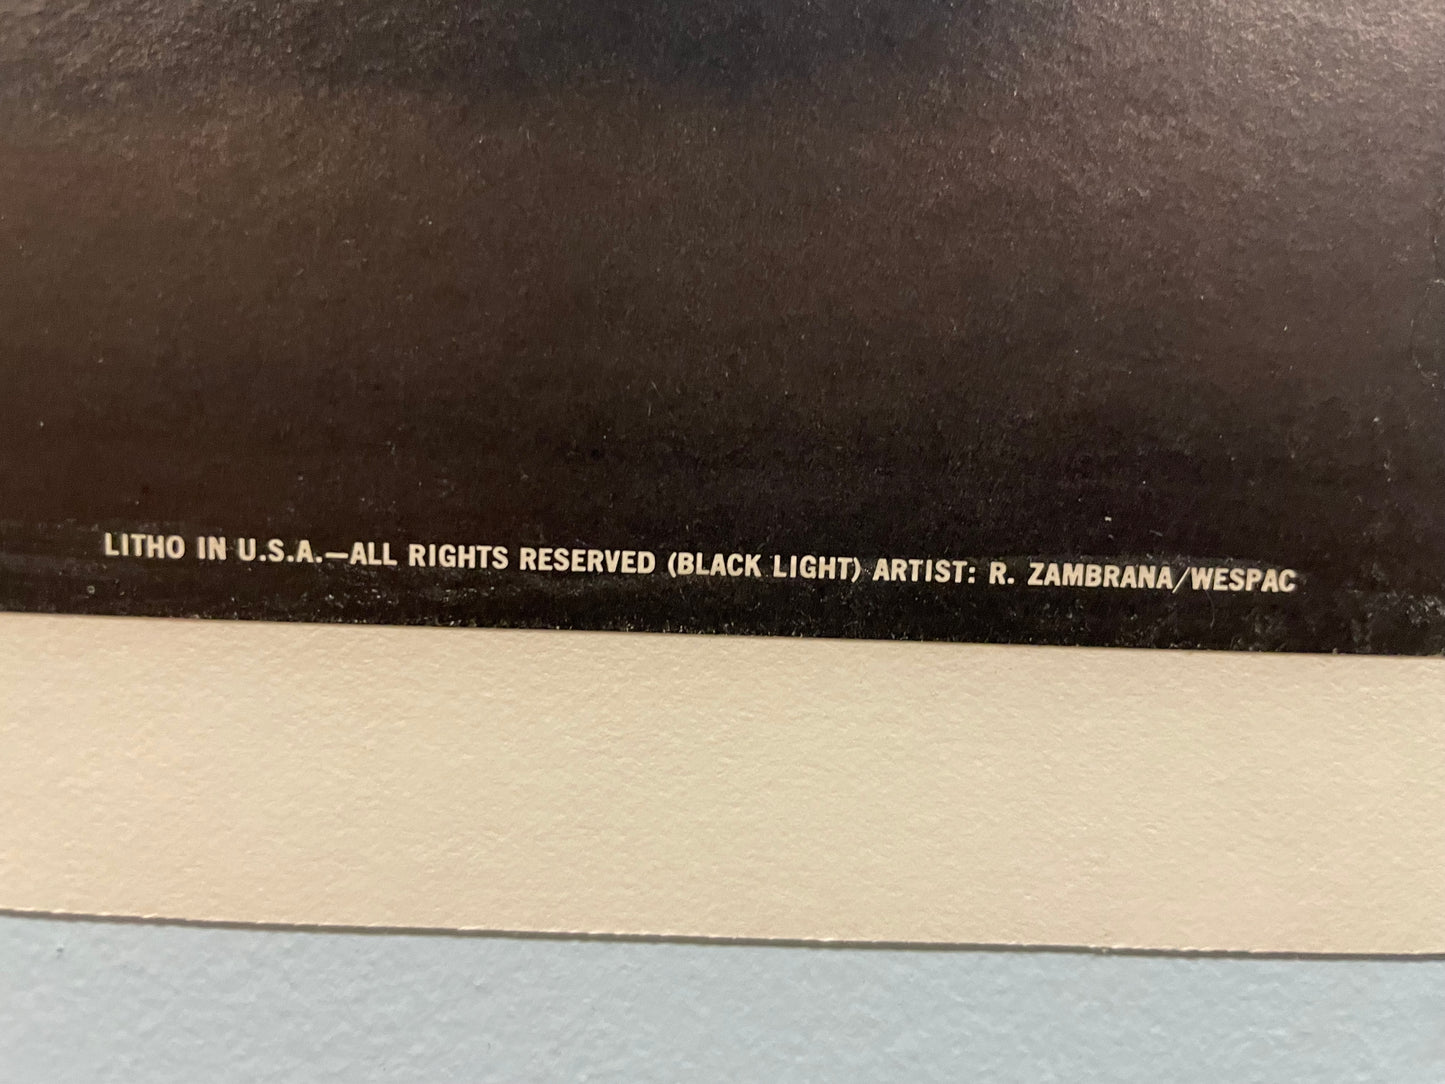 LITHO IN U.S.A.—ALL RIGHTS RESERVED (BLACK LIGHT) ARTIST: R. ZAMBRANA/WESPAC